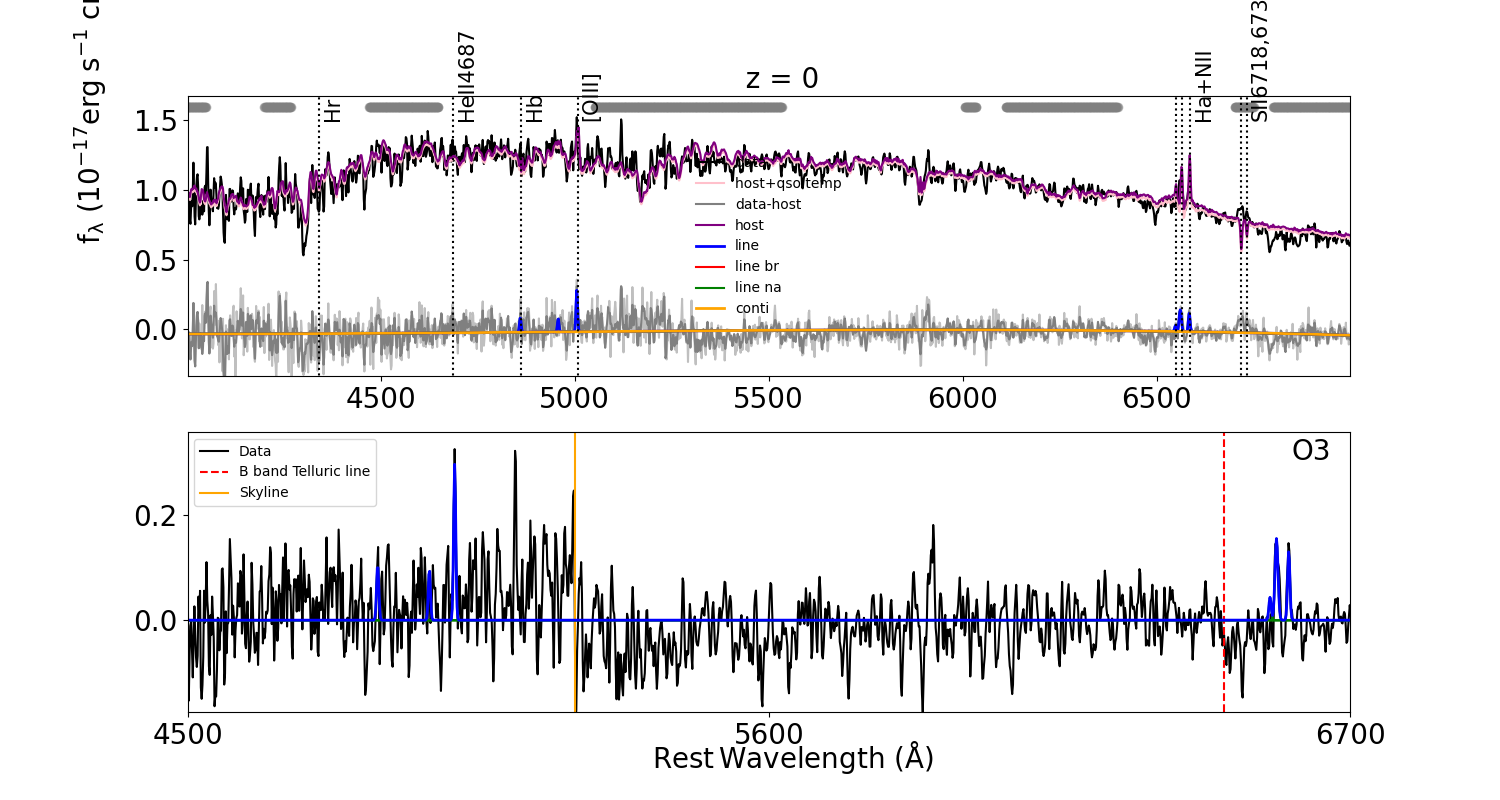 z = 0
f_λ (10^−17 erg s^−1 c
Hr
HeII4687
Hb
[OIII]
Ha+NII
SII6718,673
1.5
1.0
0.5
0.0
host+qso temp
data-host
host
line
line br
line na
conti
4500 5000 5500 6000 6500
O3
Data
B band Telluric line
Skyline
0.2
0.0
4500 5600 6700
Rest Wavelength (Å)